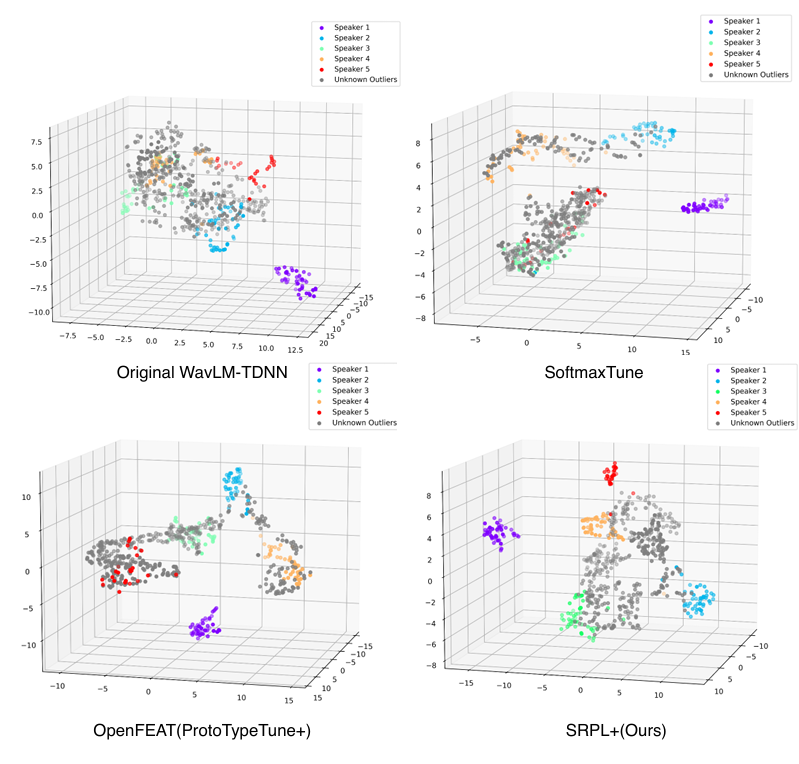 Speaker 1
Speaker 2
Speaker 3
Speaker 4
Speaker 5
Unknown Outliers
7.5
5.0
2.5
0.0
−2.5
−5.0
−7.5
−10.0
−7.5 −5.0 −2.5 0.0 2.5 5.0 7.5 10.0 12.5
−15
−10
−5
0
5
10
15
20
Original WavLM-TDNN
Speaker 1
Speaker 2
Speaker 3
Speaker 4
Speaker 5
Unknown Outliers
8
6
4
2
0
−2
−4
−6
−8
−5 0 5 10 15
−10
−5
0
5
10
SoftmaxTune
Speaker 1
Speaker 2
Speaker 3
Speaker 4
Speaker 5
Unknown Outliers
10
5
0
−5
−10
−10 −5 0 5 10 15
−15
−10
−5
0
5
10
15
OpenFEAT(ProtoTypeTune+)
Speaker 1
Speaker 2
Speaker 3
Speaker 4
Speaker 5
Unknown Outliers
8
6
4
2
0
−2
−4
−6
−8
−15 −10 −5 0 5 10
−10
−5
0
5
10
SRPL+(Ours)